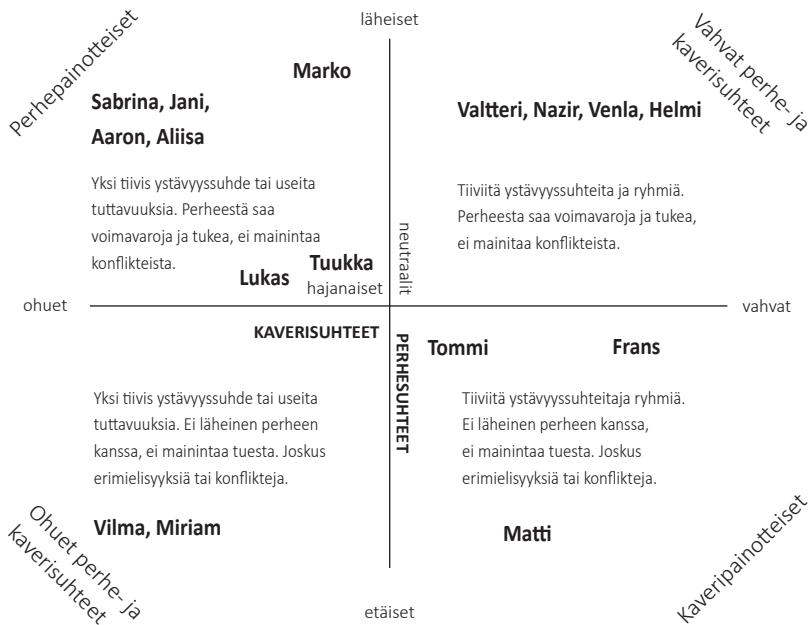 läheiset
Perhepainotteiset
Vahvat perhe- ja
kaverisuhteet
Marko
Sabrina, Jani,
Aaron, Aliisa
Valtteri, Nazir, Venla, Helmi
Yksi tiivis ystävyyssuhde tai useita
tuttavuuksia. Perheestä saa
voimavaroja ja tukea, ei mainintaa
konflikteista.
Tiiviitä ystävyyssuhteita ja ryhmiä.
Perheesta saa voimavaroja ja tukea,
ei mainitaa konflikteista.
neutraalit
Lukas
Tuukka
hajanaiset
ohuet
vahvat
KAVERISUHTEET
PERHESUHTEET
Tommi
Frans
Yksi tiivis ystävyyssuhde tai useita
tuttavuuksia. Ei läheinen perheen
kanssa, ei mainintaa tuesta. Joskus
erimielisyyksiä tai konflikteja.
Tiiviitä ystävyyssuhteitaja ryhmiä.
Ei läheinen perheen kanssa,
ei mainintaa tuesta. Joskus
erimielisyyksiä tai konflikteja.
Vilma, Miriam
Matti
Ohuet perhe- ja
kaverisuhteet
Kaveripainotteiset
etäiset